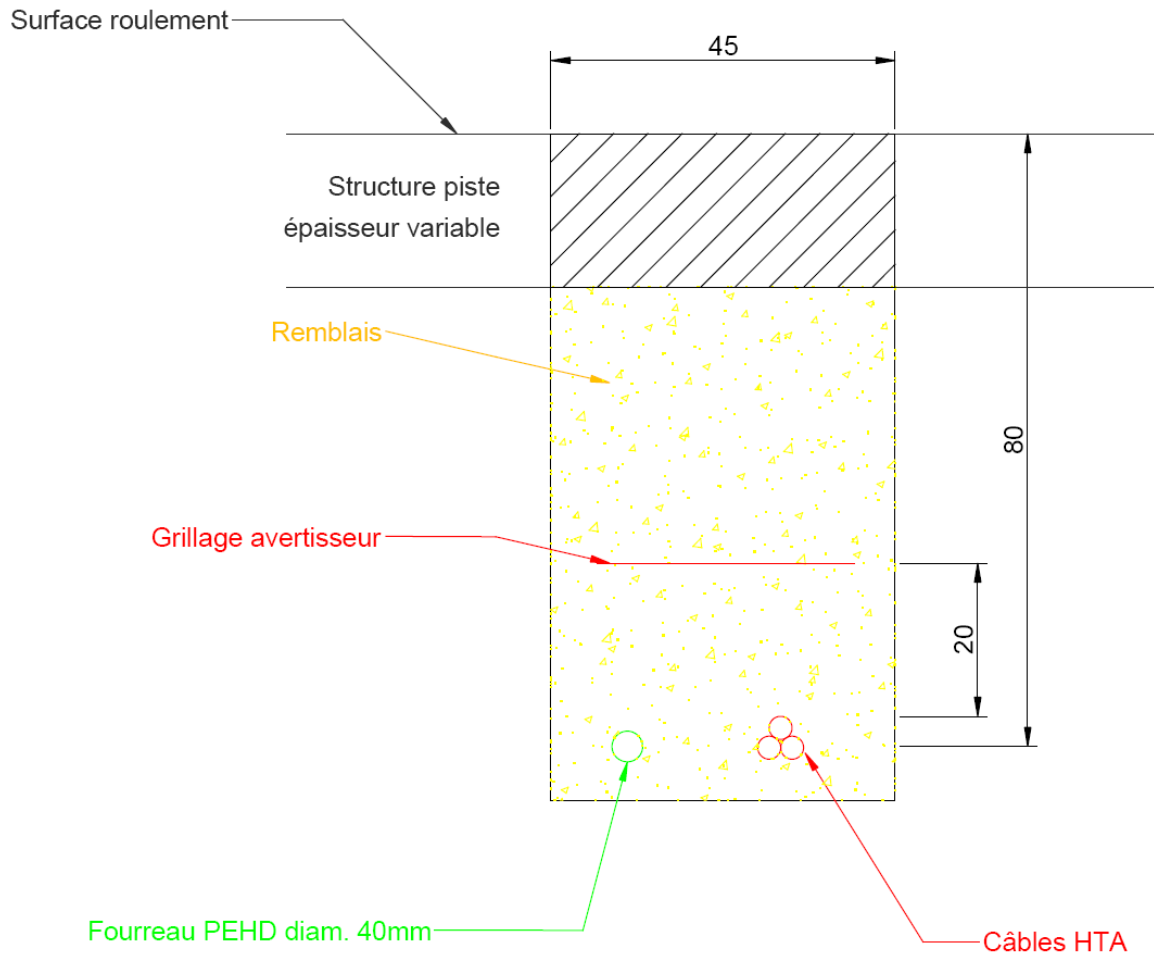 Surface roulement
45
Structure piste
épaisseur variable
Remblais
80
Grillage avertisseur
20
Fourreau PEHD diam. 40mm
Câbles HTA